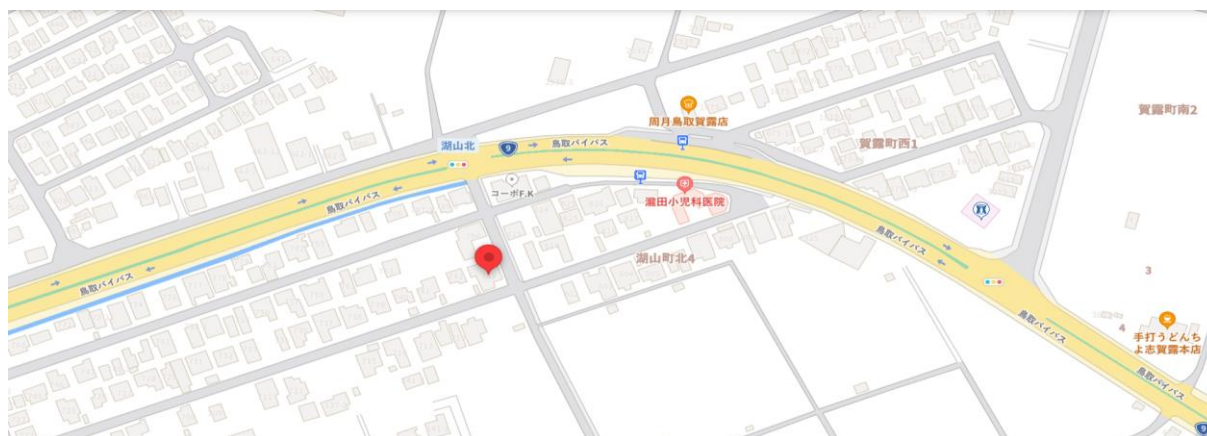 周月鳥取賀露店
賀露町南2
湖山北
9
鳥取バイパス
賀露町西1
鳥取バイパス
コーポF.K
瀧田小児科医院
鳥取バイパス
湖山町北4
鳥取バイパス
3
4
手打うどんち
よ志賀露本店
鳥取バイパス
鳥取バイパス
9